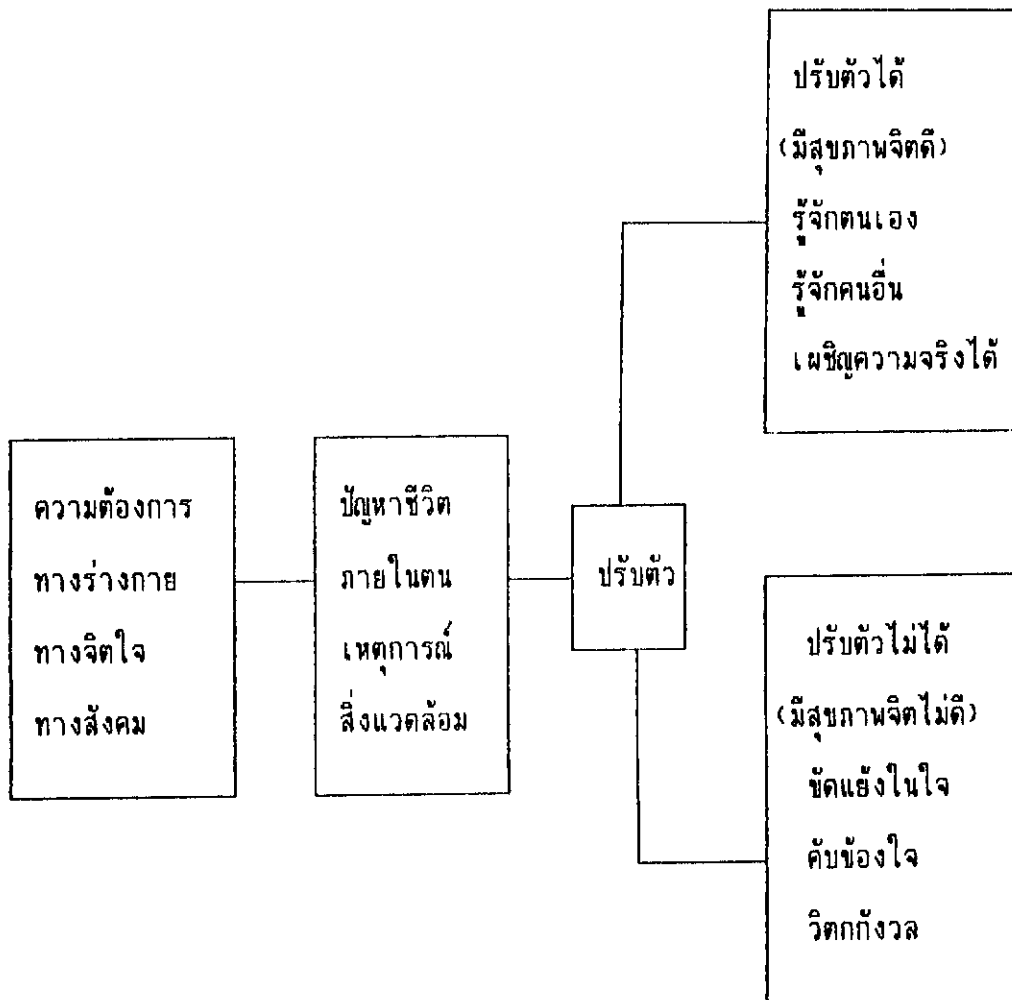 ความต้องการ
ทางร่างกาย
ทางจิตใจ
ทางสังคม
ปัญหาชีวิต
ภายในตน
เหตุการณ์
สิ่งแวดล้อม
ปรับตัว
ปรับตัวได้
(มีสุขภาพจิตดี)
รู้จักตนเอง
รู้จักคนอื่น
เผชิญความจริงได้
ปรับตัวไม่ได้
(มีสุขภาพจิตไม่ดี)
ขัดแย้งในใจ
คับข้องใจ
วิตกกังวล